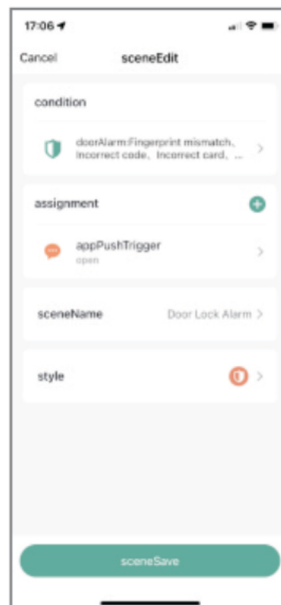 17:06
Cancel
sceneEdit
condition
doorAlarm:Fingerprint mismatch、
Incorrect code、Incorrect card、...
assignment
appPushTrigger
open
sceneName
Door Lock Alarm
style
sceneSave